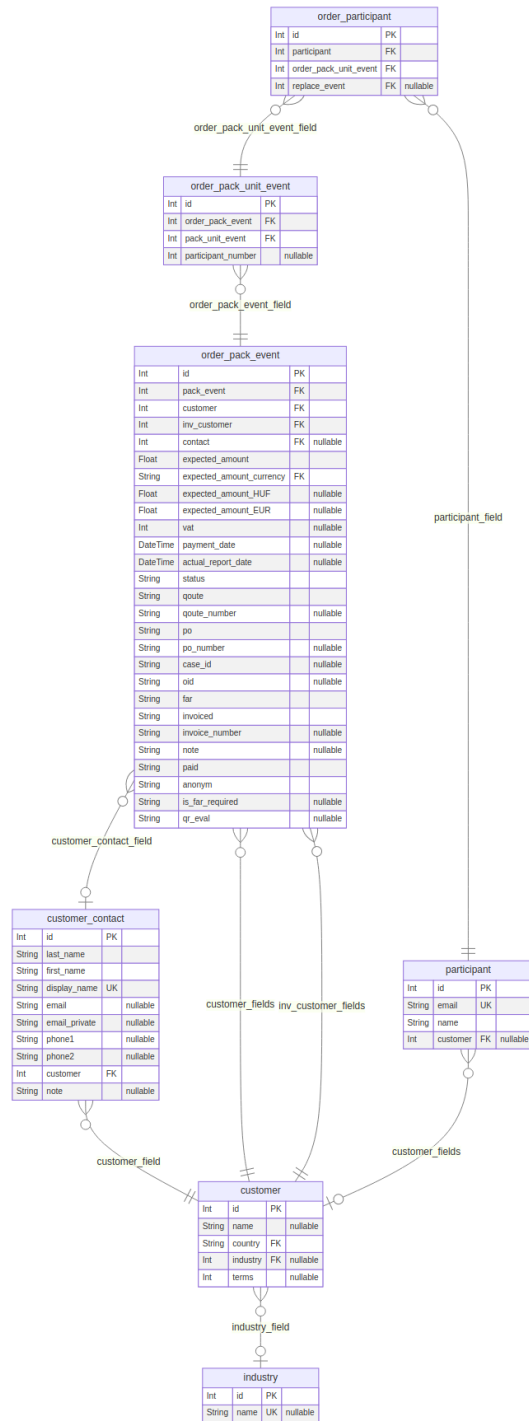 order_participant
Int id PK
Int participant FK
Int order_pack_unit_event FK
Int replace_event FK nullable
order_pack_unit_event_field
order_pack_unit_event
Int id PK
Int order_pack_event FK
Int pack_unit_event FK
Int participant_number nullable
order_pack_event_field
order_pack_event
Int id PK
Int pack_event FK
Int customer FK
Int inv_customer FK
Int contact FK nullable
Float expected_amount
String expected_amount_currency FK
Float expected_amount_HUF nullable
Float expected_amount_EUR nullable
Int vat nullable
DateTime payment_date nullable
DateTime actual_report_date nullable
String status
String qoute
String qoute_number nullable
String po
String po_number nullable
String case_id nullable
String oid nullable
String far
String invoiced
String invoice_number nullable
String note nullable
String paid
String anonym
String is_far_required nullable
String qr_eval nullable
participant_field
customer_contact_field
customer_contact
Int id PK
String last_name
String first_name
String display_name UK
String email nullable
String email_private nullable
String phone1 nullable
String phone2 nullable
Int customer FK
String note nullable
customer_fields
inv_customer_fields
participant
Int id PK
String email UK
String name
Int customer FK nullable
customer_field
customer_fields
customer
Int id PK
String name nullable
String country FK
Int industry FK nullable
Int terms nullable
industry_field
industry
Int id PK
String name UK nullable